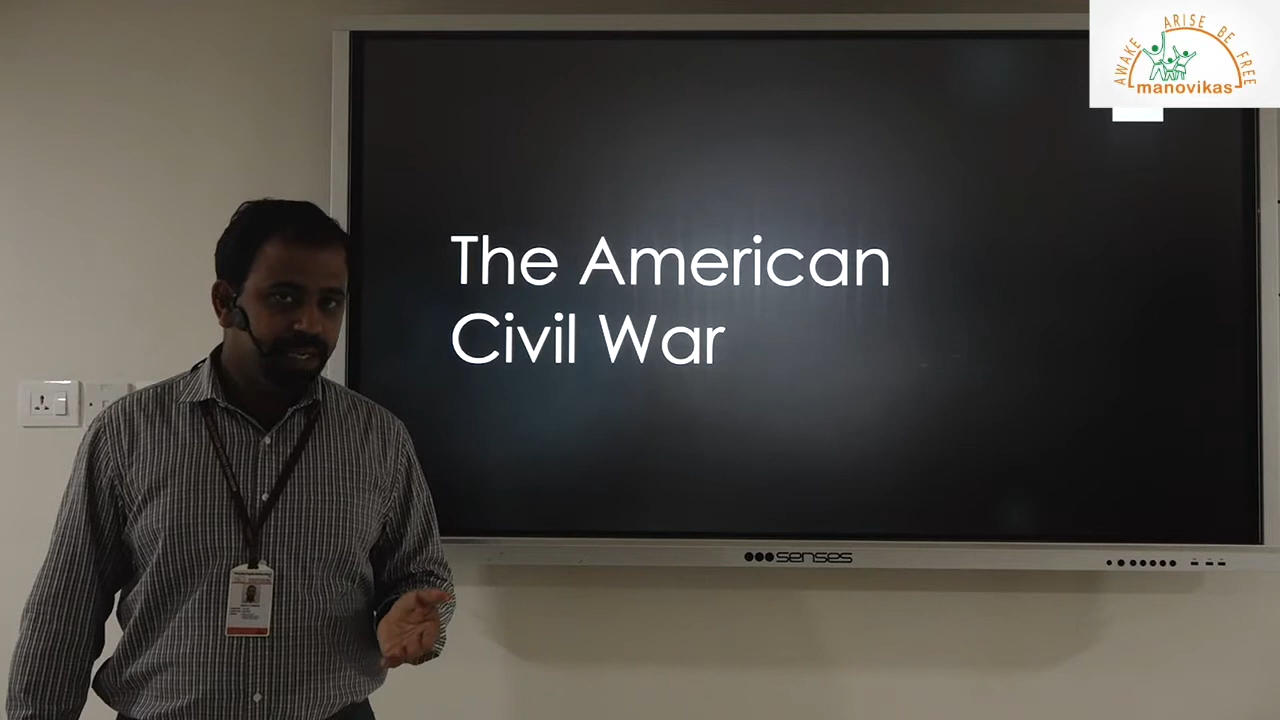 AWAKE ARISE BE FREE
manovikas
The American
Civil War
senses